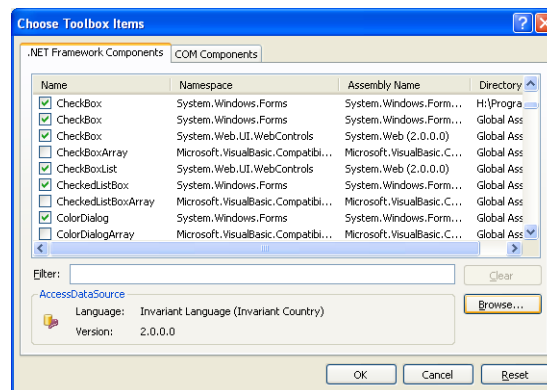 Choose Toolbox Items
.NET Framework Components COM Components
Name Namespace Assembly Name Directory
CheckBox System.Windows.Forms System.Windows.Form... H:\Progra
CheckBox System.Windows.Forms System.Windows.Form... Global Ass
CheckBox System.Web.UI.WebControls System.Web (2.0.0.0) Global Ass
CheckBoxArray Microsoft.VisualBasic.Compatibi... Microsoft.VisualBasic.C... Global Ass
CheckBoxList System.Web.UI.WebControls System.Web (2.0.0.0) Global Ass
CheckedListBox System.Windows.Forms System.Windows.Form... Global Ass
CheckedListBoxArray Microsoft.VisualBasic.Compatibi... Microsoft.VisualBasic.C... Global Ass
ColorDialog System.Windows.Forms System.Windows.Form... Global Ass
ColorDialogArray Microsoft.VisualBasic.Compatibi... Microsoft.VisualBasic.C... Global Ass
Filter: Clear
AccessDataSource
Language: Invariant Language (Invariant Country)
Browse...
Version: 2.0.0.0
OK Cancel Reset